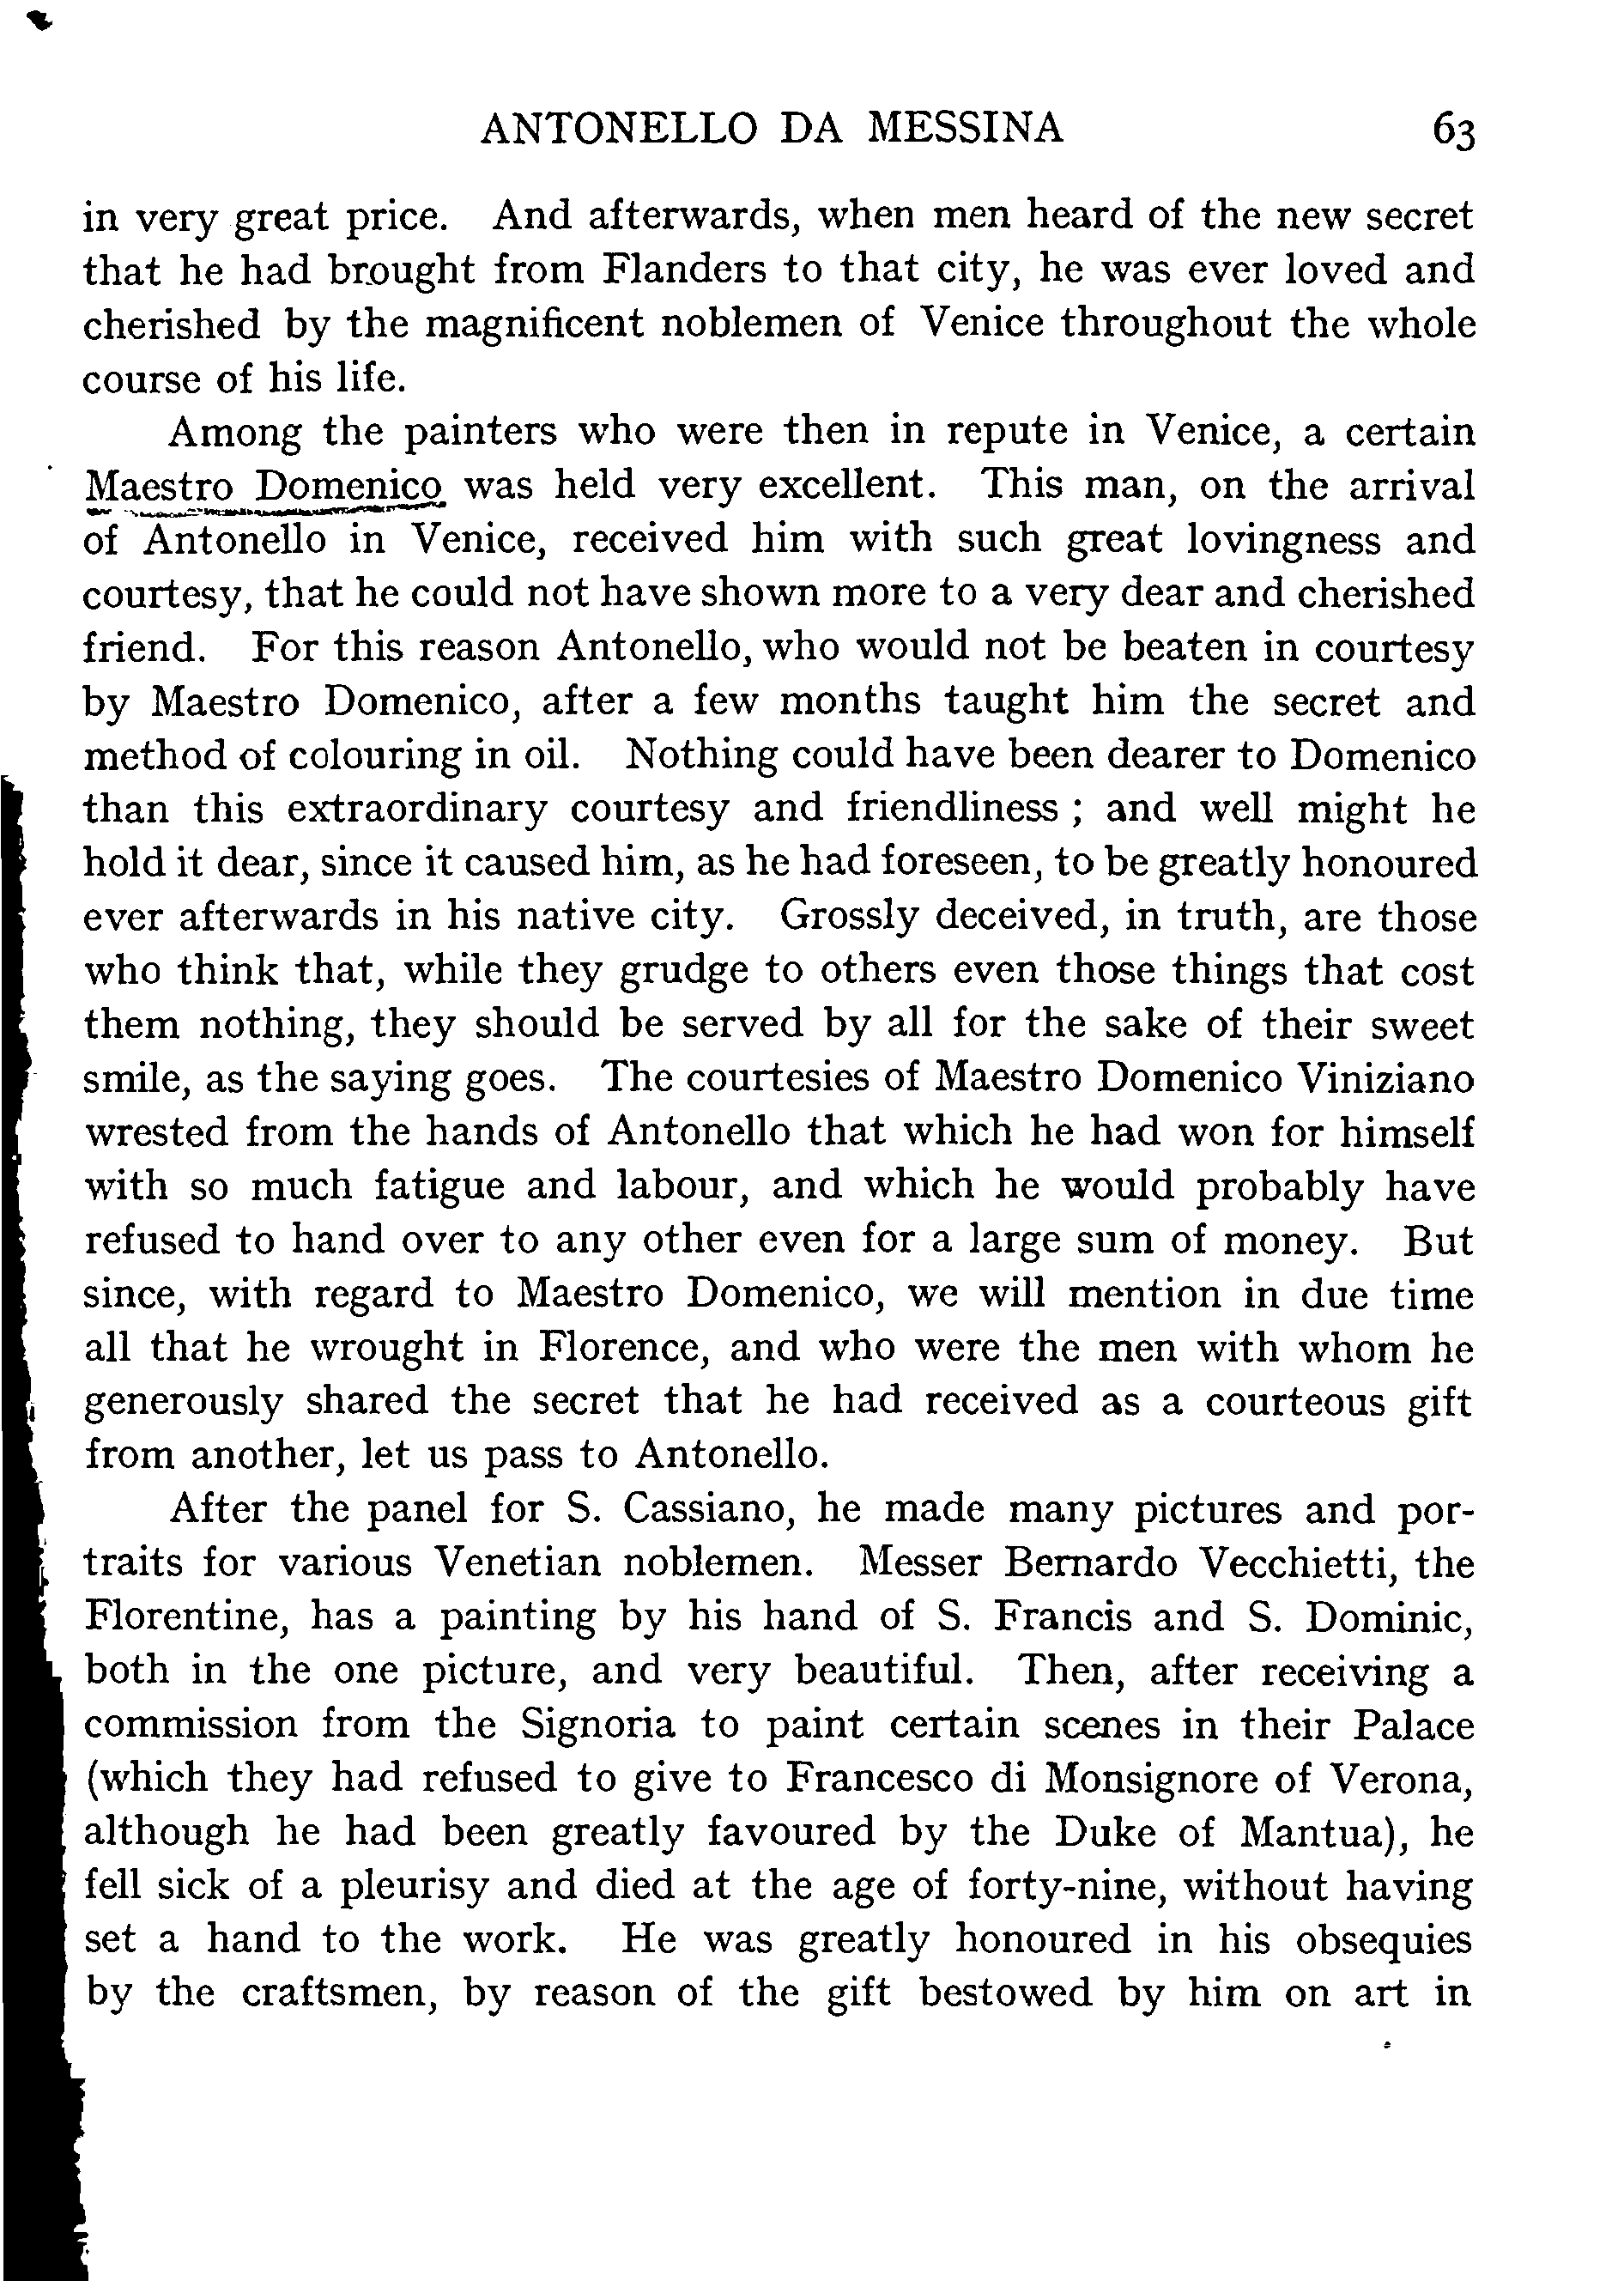 ANTONELLO DA MESSINA 63
in very great price. And afterwards, when men heard of the new secret
that he had brought from Flanders to that city, he was ever loved and
cherished by the magnificent noblemen of Venice throughout the whole
course of his life.
Among the painters who were then in repute in Venice, a certain
Maestro Domenico was held very excellent. This man, on the arrival
of Antonello in Venice, received him with such great lovingness and
courtesy, that he could not have shown more to a very dear and cherished
friend. For this reason Antonello, who would not be beaten in courtesy
by Maestro Domenico, after a few months taught him the secret and
method of colouring in oil. Nothing could have been dearer to Domenico
than this extraordinary courtesy and friendliness ; and well might he
hold it dear, since it caused him, as he had foreseen, to be greatly honoured
ever afterwards in his native city. Grossly deceived, in truth, are those
who think that, while they grudge to others even those things that cost
them nothing, they should be served by all for the sake of their sweet
smile, as the saying goes. The courtesies of Maestro Domenico Viniziano
wrested from the hands of Antonello that which he had won for himself
with so much fatigue and labour, and which he would probably have
refused to hand over to any other even for a large sum of money. But
since, with regard to Maestro Domenico, we will mention in due time
all that he wrought in Florence, and who were the men with whom he
generously shared the secret that he had received as a courteous gift
from another, let us pass to Antonello.
After the panel for S. Cassiano, he made many pictures and por-
traits for various Venetian noblemen. Messer Bernardo Vecchietti, the
Florentine, has a painting by his hand of S. Francis and S. Dominic,
both in the one picture, and very beautiful. Then, after receiving a
commission from the Signoria to paint certain scenes in their Palace
(which they had refused to give to Francesco di Monsignore of Verona,
although he had been greatly favoured by the Duke of Mantua), he
fell sick of a pleurisy and died at the age of forty-nine, without having
set a hand to the work. He was greatly honoured in his obsequies
by the craftsmen, by reason of the gift bestowed by him on art in